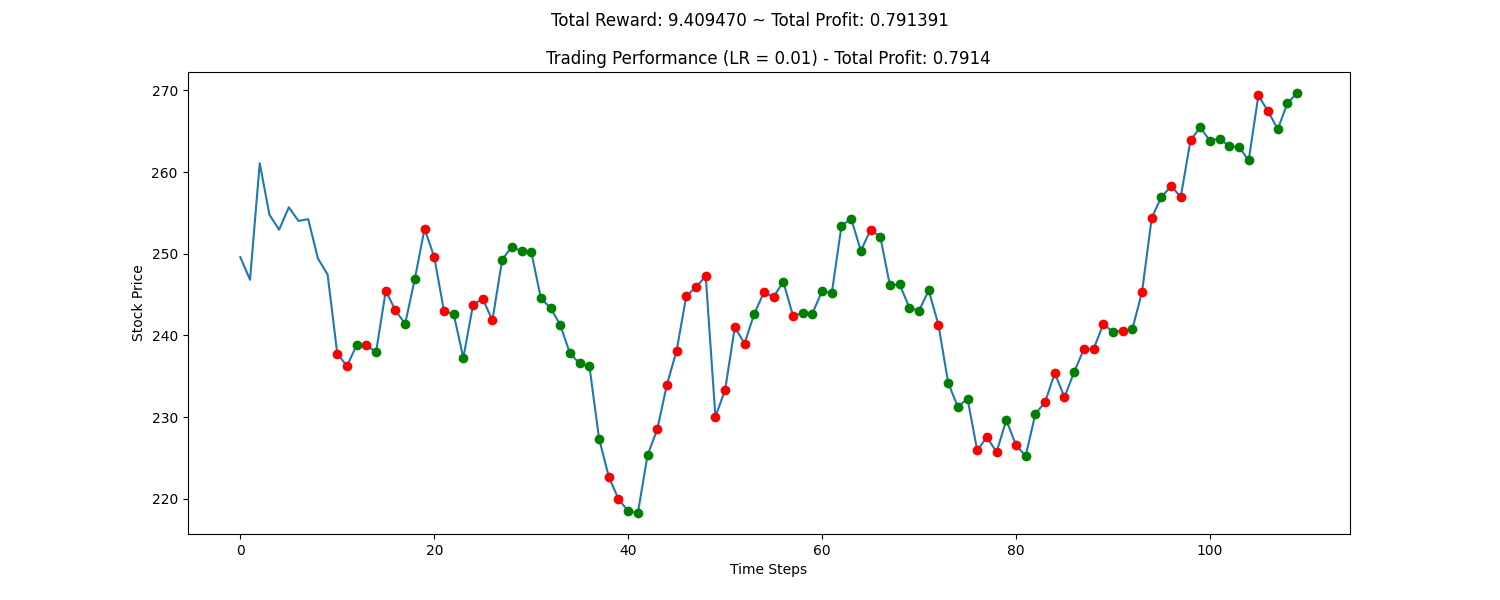 Total Reward: 9.409470 ~ Total Profit: 0.791391
Trading Performance (LR = 0.01) - Total Profit: 0.7914
270
260
250
240
230
220
Stock Price
0 20 40 60 80 100
Time Steps